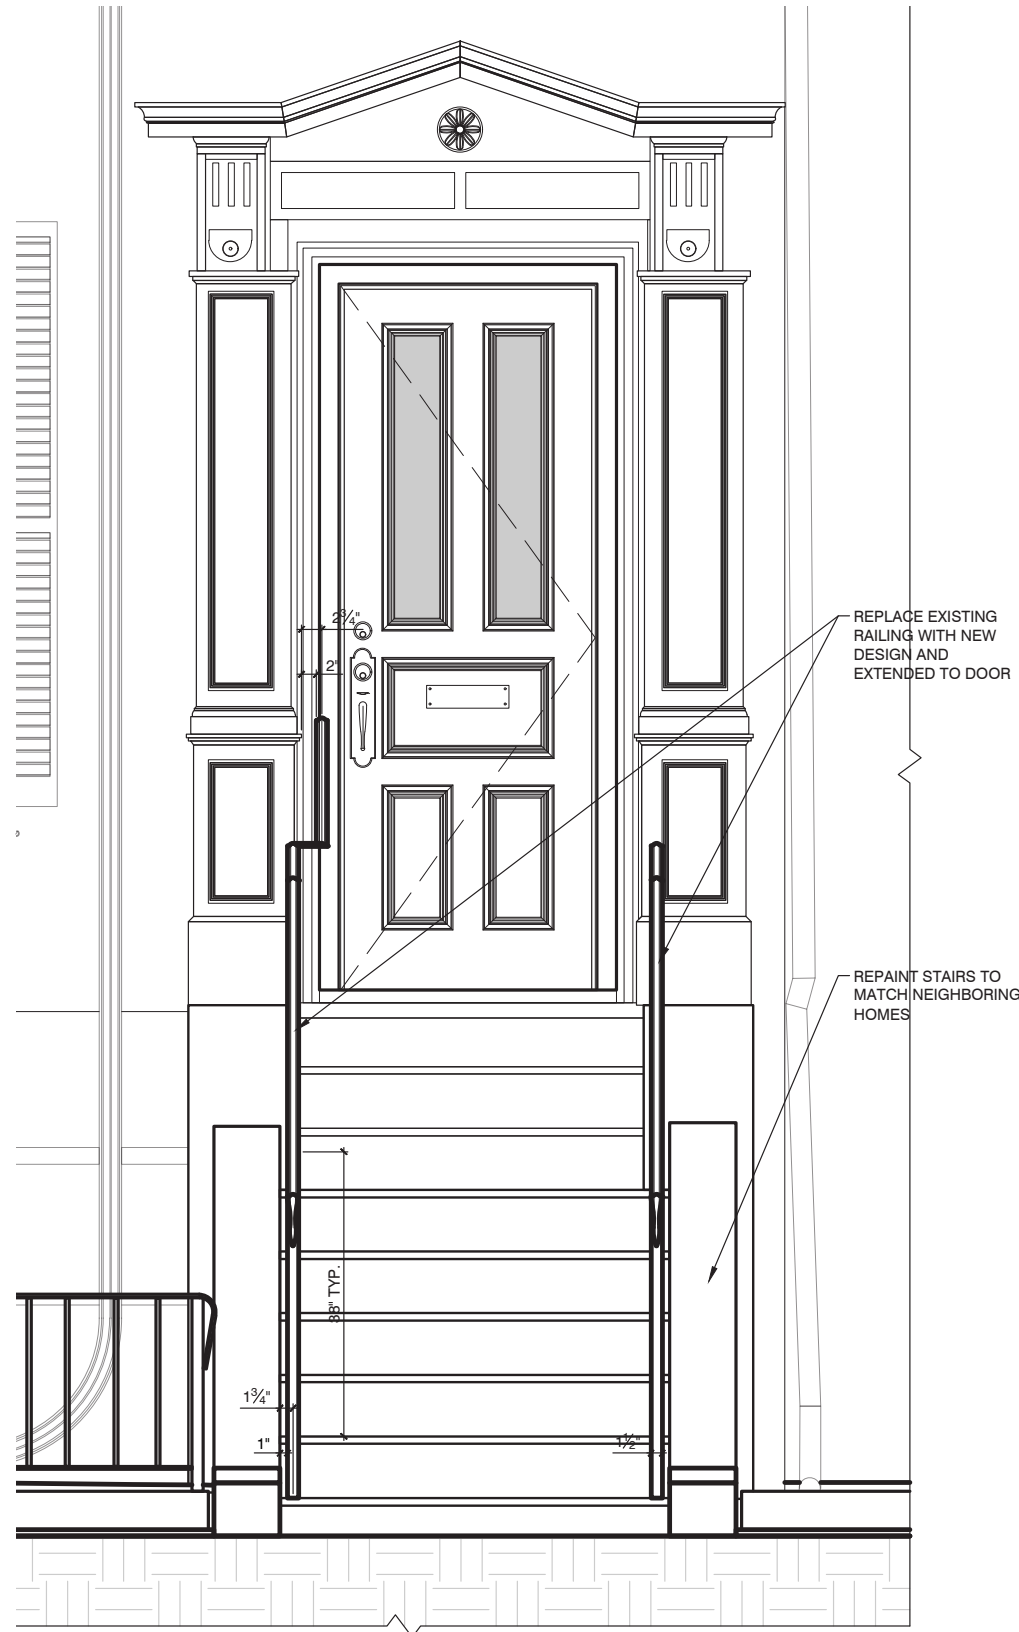 2¾"
REPLACE EXISTING
RAILING WITH NEW
DESIGN AND
EXTENDED TO DOOR
2"
REPAINT STAIRS TO
MATCH NEIGHBORING
HOMES
38" TYP.
1¾"
1"
1½"